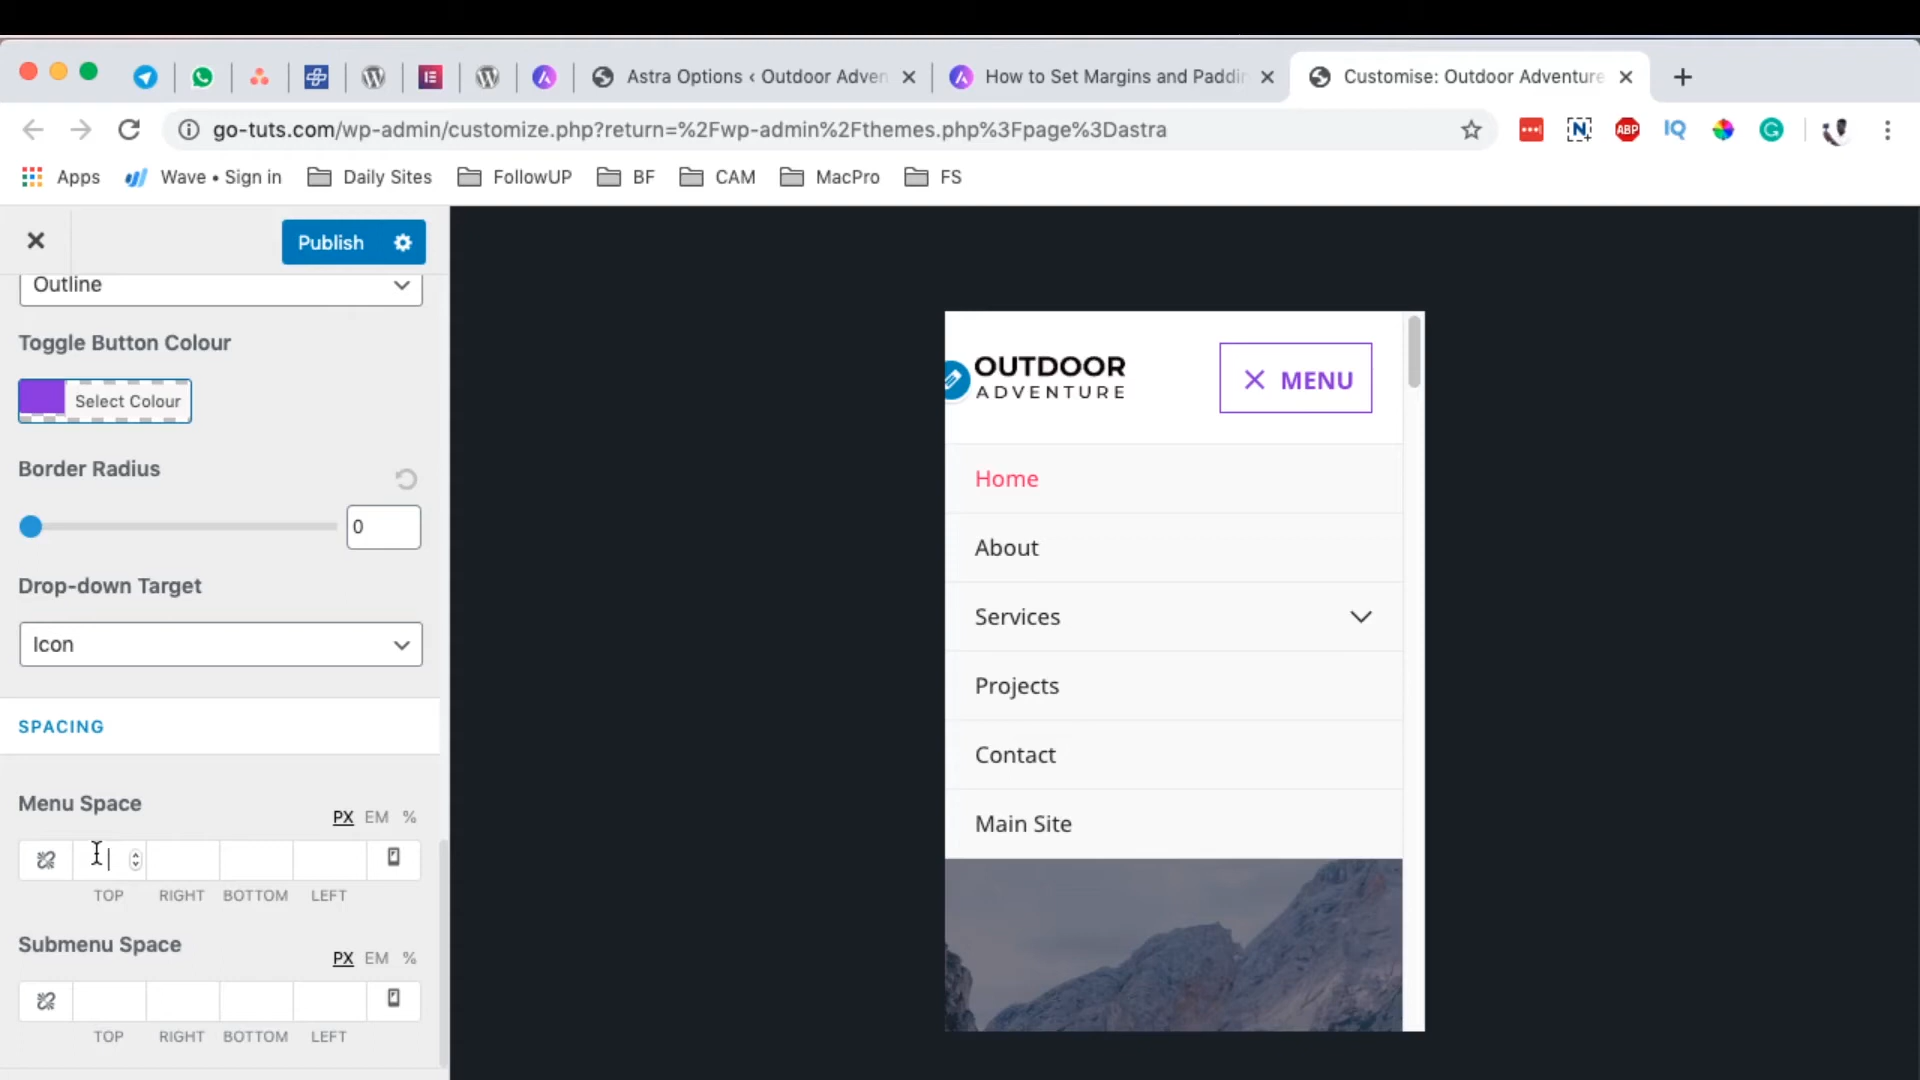 Astra Options ‹ Outdoor Adven
How to Set Margins and Paddin
Customise: Outdoor Adventure
go-tuts.com/wp-admin/customize.php?return=%2Fwp-admin%2Fthemes.php%3Fpage%3Dastra
ABP
IQ
Apps
Wave • Sign in
Daily Sites
FollowUP
BF
CAM
MacPro
FS
Publish
Outline
Toggle Button Colour
Select Colour
Border Radius
0
Drop-down Target
Icon
SPACING
Menu Space
PX EM %
TOP RIGHT BOTTOM LEFT
Submenu Space
PX EM %
TOP RIGHT BOTTOM LEFT
OUTDOOR
ADVENTURE
MENU
Home
About
Services
Projects
Contact
Main Site